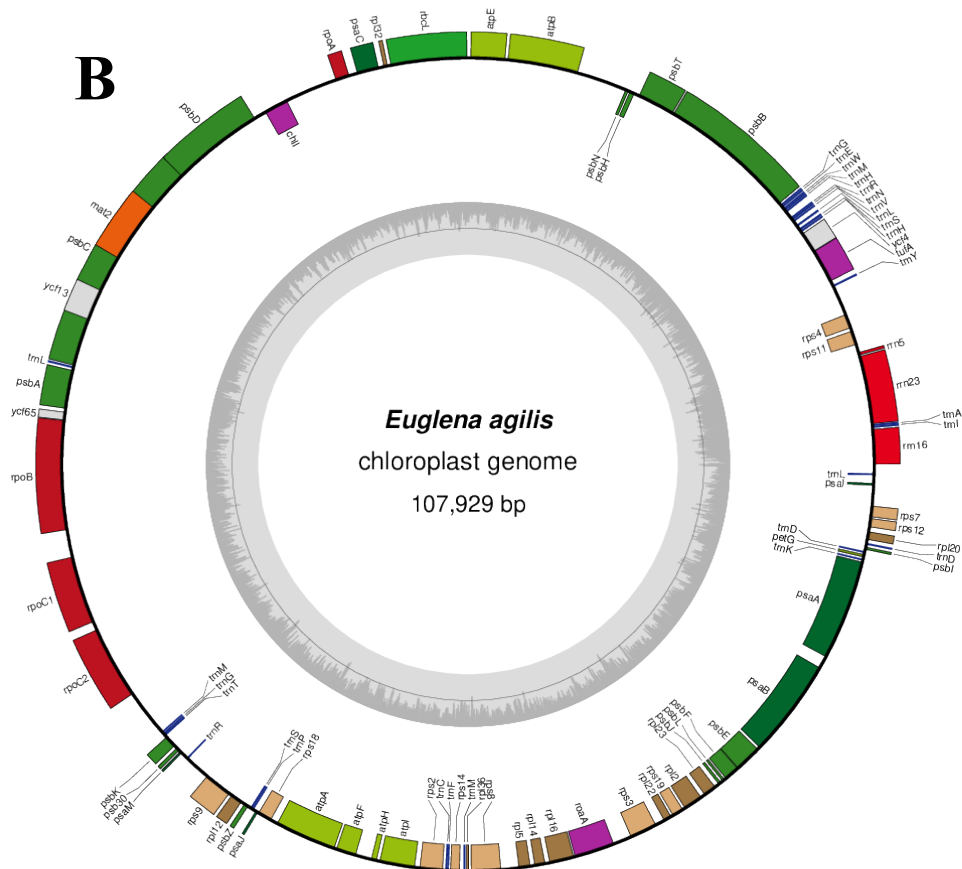 B
Euglena agilis
chloroplast genome
107,929 bp
rpoA
psaC
rpl32
rbcL
atpE
atpB
psbT
psbB
psbN
psbH
trnG
trnE
trnW
trnM
trnH
trnR
trnN
trnV
trnL
trnS
trnH
ycf4
tufA
trnY
rps4
rps11
rrn5
rrn23
trnA
trnI
rrn16
trnL
psaI
rps7
rps12
rpl20
trnD
psbI
trnD
petG
trnK
psaA
psaB
psbE
psbF
psbL
psbJ
rpl23
rpl2
rps19
rpl22
rps3
roaA
rpl16
rpl14
rpl5
rps8
rpl36
trnM
rps14
trnF
trnC
rps2
atpI
atpH
atpF
atpA
rps18
trnP
trnS
psaJ
psbZ
rpl12
rps9
trnR
psaM
psb30
psbK
trnT
trnG
trnM
rpoC2
rpoC1
rpoB
ycf65
psbA
trnL
ycf13
psbC
mat2
psbD
chlI